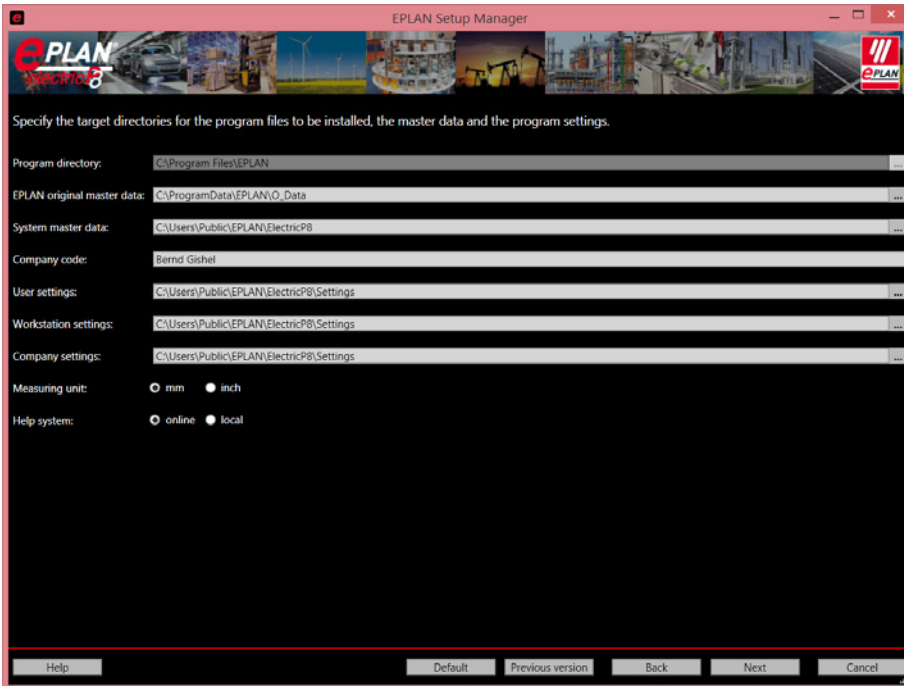 EPLAN Setup Manager
ePLAN
electric P8
ePLAN
Specify the target directories for the program files to be installed, the master data and the program settings.
Program directory: C:\Program Files\EPLAN ...
EPLAN original master data: C:\ProgramData\EPLAN\O_Data ...
System master data: C:\Users\Public\EPLAN\ElectricP8 ...
Company code: Bernd Gishel
User settings: C:\Users\Public\EPLAN\ElectricP8\Settings ...
Workstation settings: C:\Users\Public\EPLAN\ElectricP8\Settings ...
Company settings: C:\Users\Public\EPLAN\ElectricP8\Settings ...
Measuring unit: mm inch
Help system: online local
Help Default Previous version Back Next Cancel